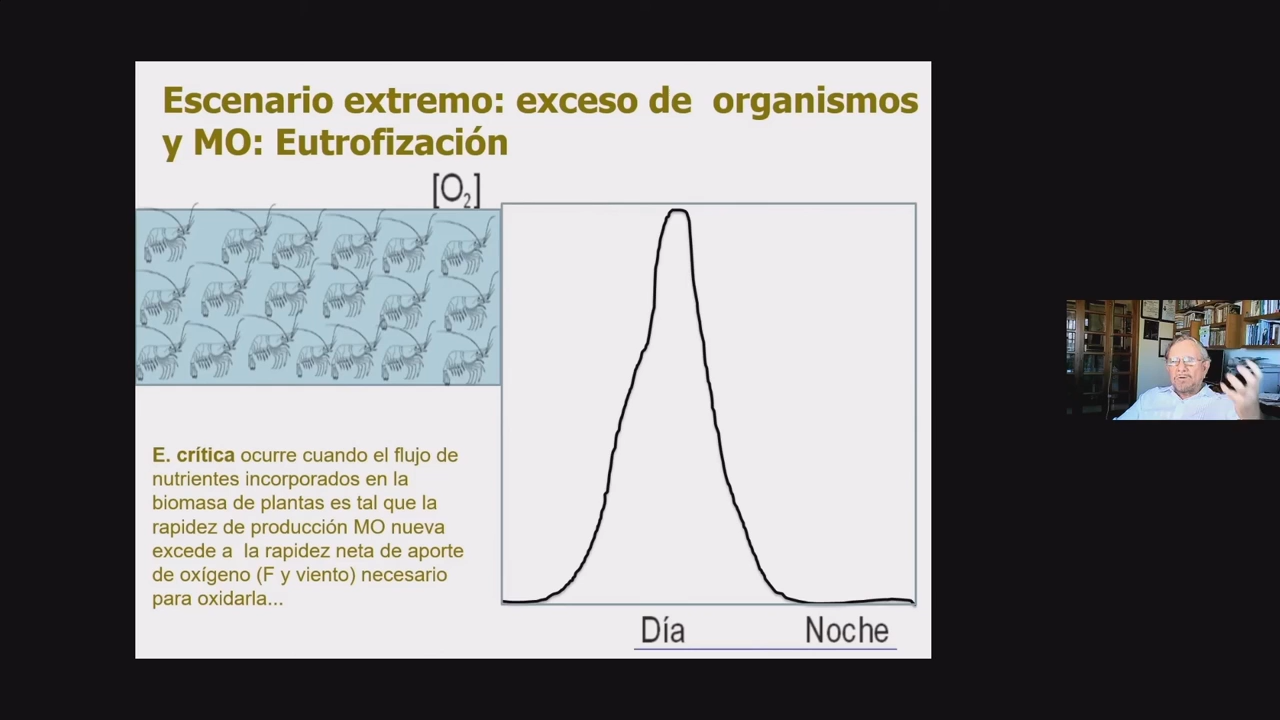 Escenario extremo: exceso de organismos
y MO: Eutrofización
[O₂]
E. crítica ocurre cuando el flujo de
nutrientes incorporados en la
biomasa de plantas es tal que la
rapidez de producción MO nueva
excede a la rapidez neta de aporte
de oxígeno (F y viento) necesario
para oxidarla...
Día Noche